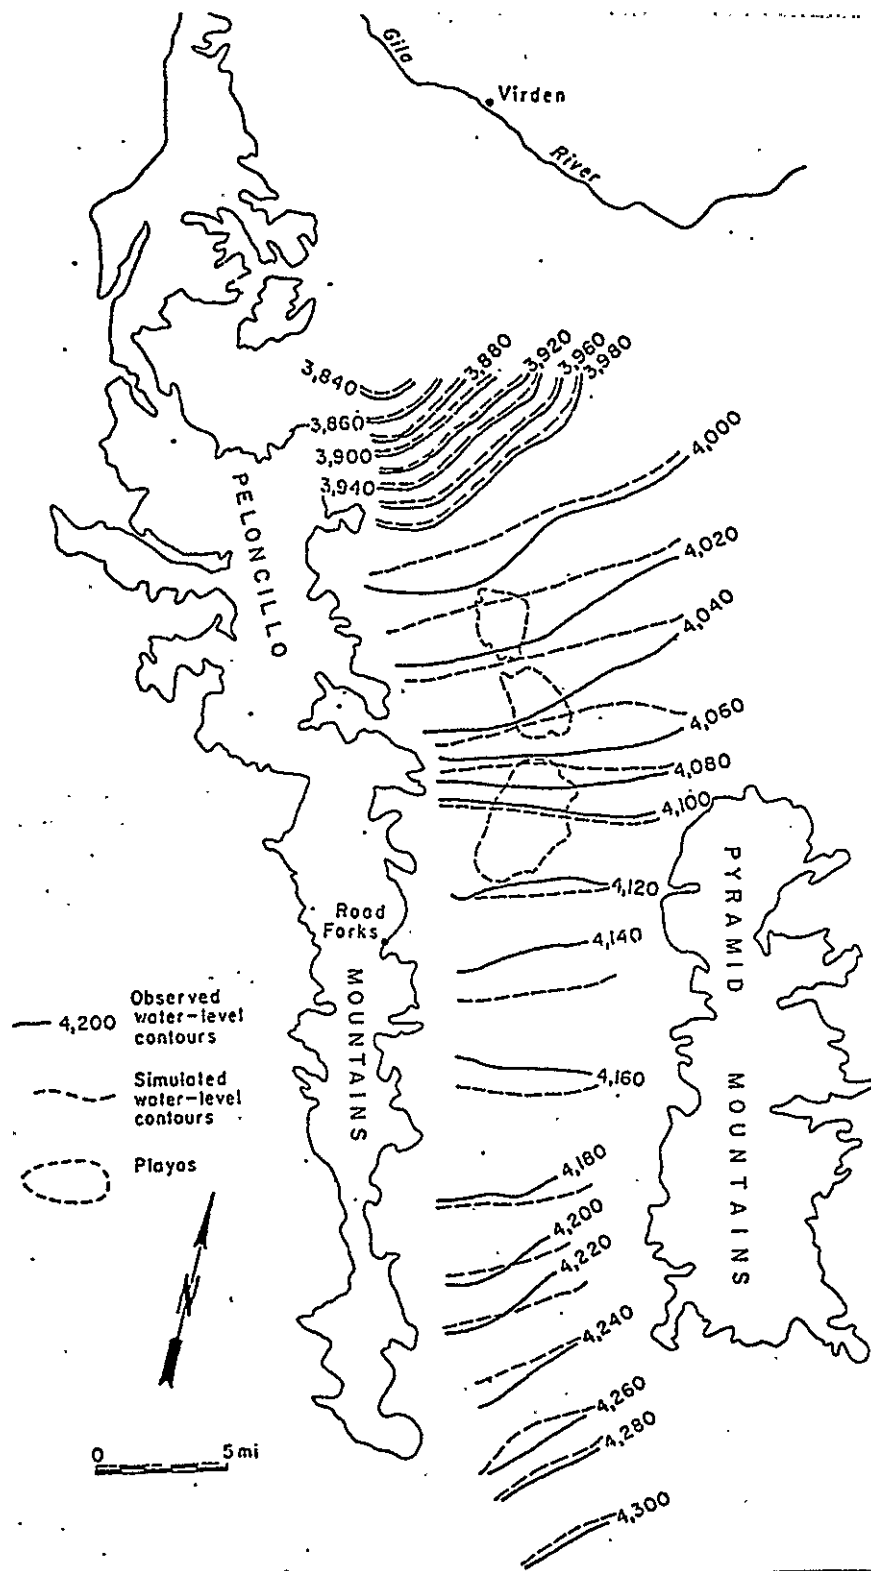 Gila
Virden
River
3,840
3,880
3,920
3,960
3,980
3,860
3,900
3,940
4,000
4,020
4,040
4,060
4,080
4,100
4,120
4,140
4,160
4,180
4,200
4,220
4,240
4,260
4,280
4,300
PELONCILLO
MOUNTAINS
PYRAMID
MOUNTAINS
Road
Forks
4,200 Observed
water-level
contours
Simulated
water-level
contours
Playas
N
0 5 mi